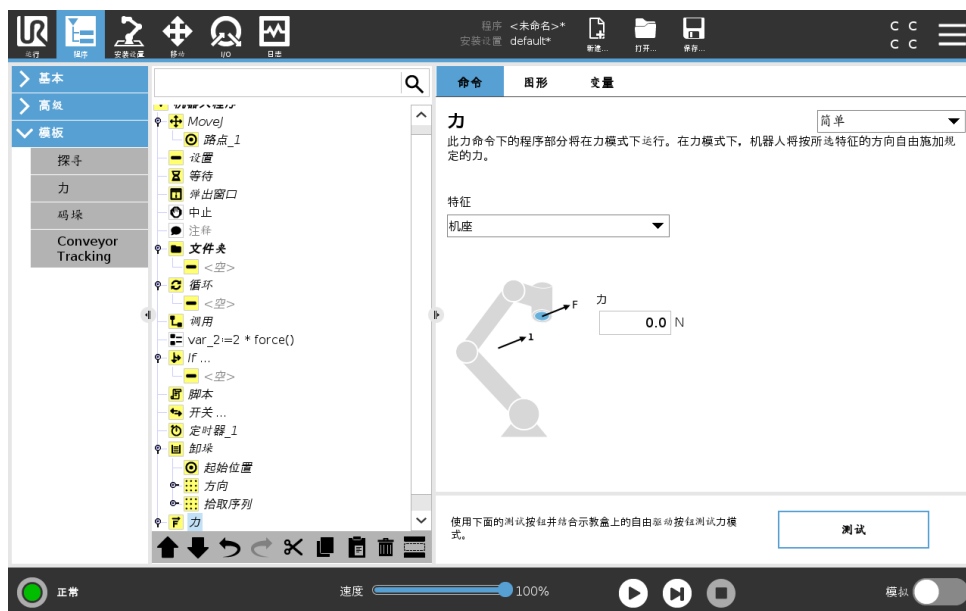 UR
运行
程序
安装设置
移动
I/O
日志
程序 <未命名>*
安装设置 default*
新建...
打开...
保存...
C C
C C
基本
高级
模板
探寻
力
码垛
Conveyor
Tracking
机器人程序
MoveJ
路点_1
设置
等待
弹出窗口
中止
注释
文件夹
<空>
循环
<空>
调用
var_2:=2 * force()
If ...
<空>
脚本
开关 ...
定时器_1
卸垛
起始位置
方向
拾取序列
力
命令
图形
变量
力
简单
此力命令下的程序部分将在力模式下运行。在力模式下，机器人将按所选特征的方向自由施加规
定的力。
特征
机座
F
1
力
0.0 N
使用下面的测试按钮并结合示教盒上的自由驱动按钮测试力模
式。
测试
正常
速度
100%
模拟